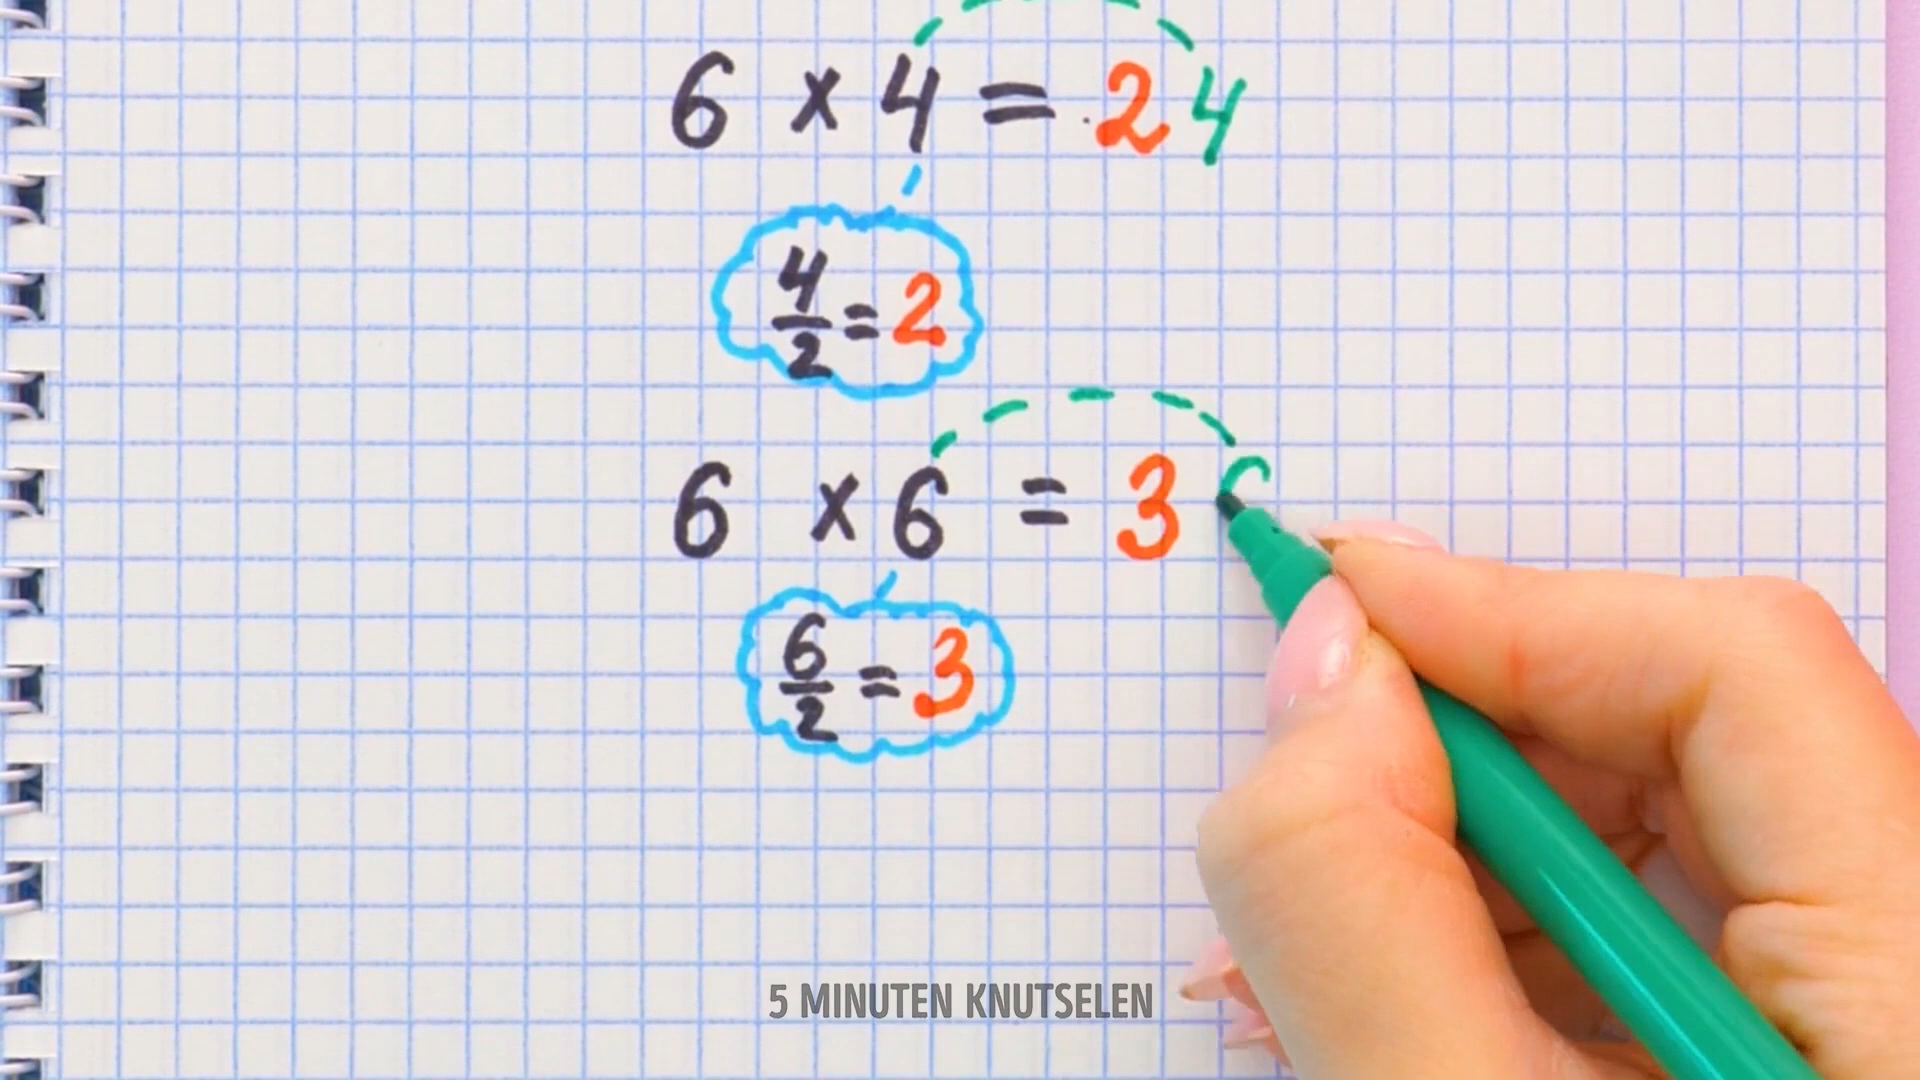 6 × 4 = 24
4/2 = 2
6 × 6 = 3
6/2 = 3
5 MINUTEN KNUTSELEN